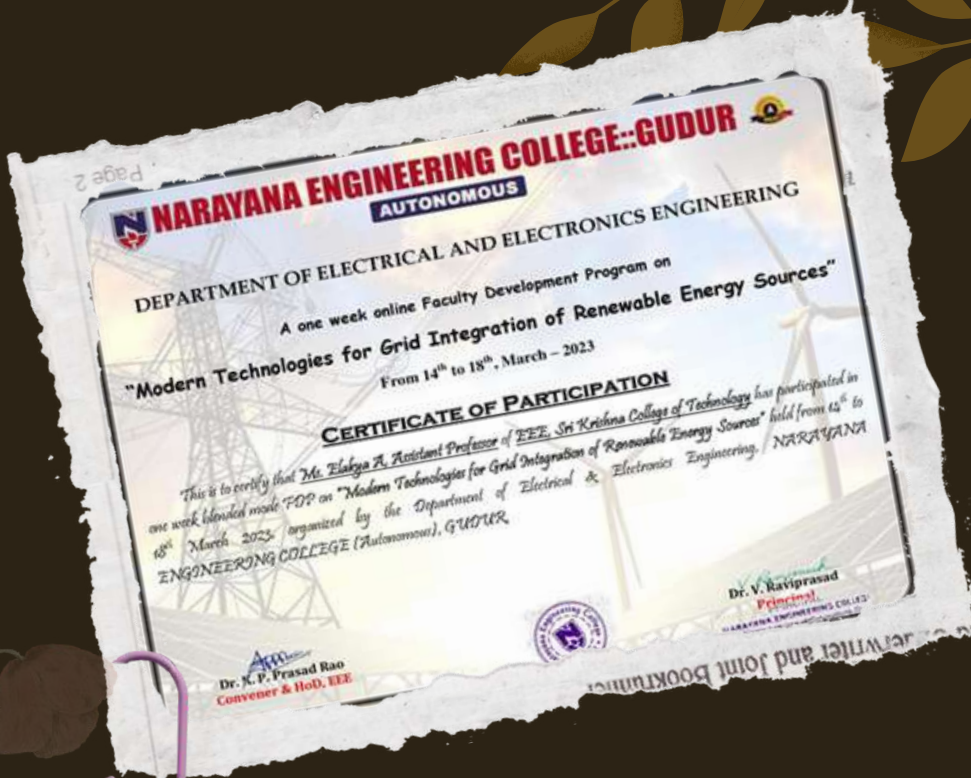 Page 2
NARAYANA ENGINEERING COLLEGE::GUDUR
AUTONOMOUS
DEPARTMENT OF ELECTRICAL AND ELECTRONICS ENGINEERING
A one week online Faculty Development Program on
"Modern Technologies for Grid Integration of Renewable Energy Sources"
From 14th to 18th, March – 2023
CERTIFICATE OF PARTICIPATION
This is to certify that Ms. Elakya A, Assistant Professor of EEE, Sri Krishna College of Technology has participated in
one week blended mode FDP on "Modern Technologies for Grid Integration of Renewable Energy Sources" held from 14th to
18th March 2023 organized by the Department of Electrical & Electronics Engineering, NARAYANA
ENGINEERING COLLEGE (Autonomous), GUDUR
Dr. K. P. Prasad Rao
Convener & HoD, EEE
Engineering College
N
Dr. V. Raviprasad
Principal
PRINCIPAL
NARAYANA ENGINEERING COLLEGE
and Joint Bookrunner